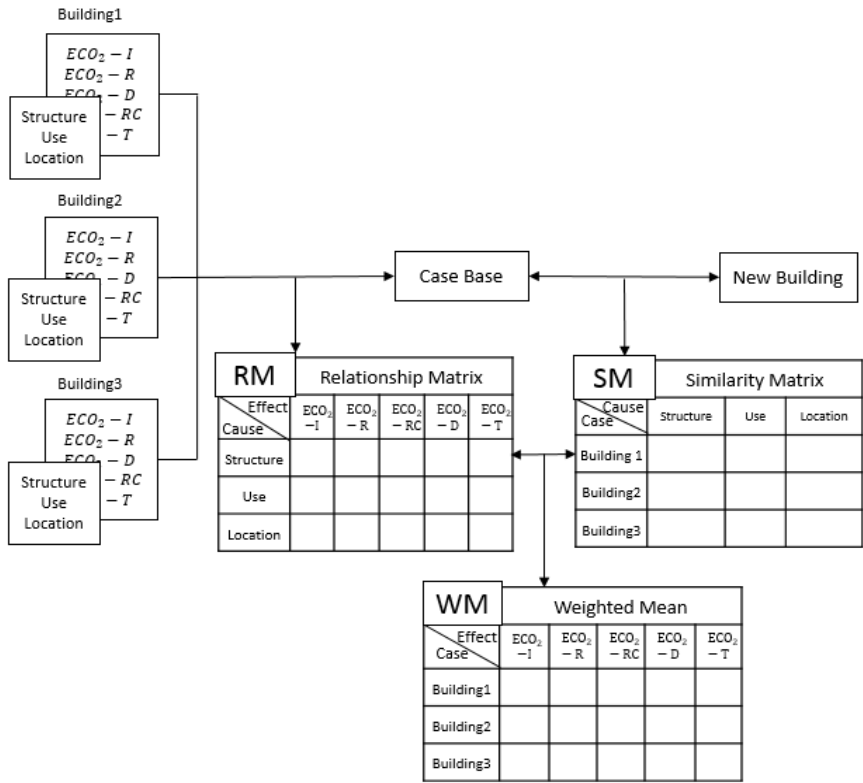 Building1
ECO₂ − I
ECO₂ − R
ECO₂ − D
− RC
− T
Structure
Use
Location
Building2
ECO₂ − I
ECO₂ − R
ECO₂ − D
− RC
− T
Structure
Use
Location
Building3
ECO₂ − I
ECO₂ − R
ECO₂ − D
− RC
− T
Structure
Use
Location
Case Base
New Building
RM
Relationship Matrix
Effect
Cause
ECO₂ −I
ECO₂ − R
ECO₂ − RC
ECO₂ − D
ECO₂ − T
Structure
Use
Location
SM
Similarity Matrix
Cause
Case
Structure
Use
Location
Building 1
Building2
Building3
WM
Weighted Mean
Effect
Case
ECO₂ −I
ECO₂ − R
ECO₂ − RC
ECO₂ − D
ECO₂ − T
Building1
Building2
Building3